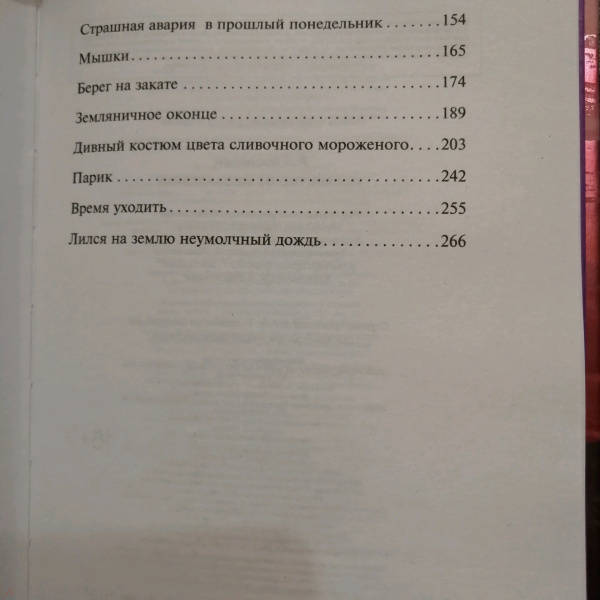 Страшная авария в прошлый понедельник.......154
Мышки........................................165
Берег на закате..............................174
Земляничное оконце...........................189
Дивный костюм цвета сливочного мороженого....203
Парик........................................242
Время уходить................................255
Лился на землю неумолчный дождь..............266